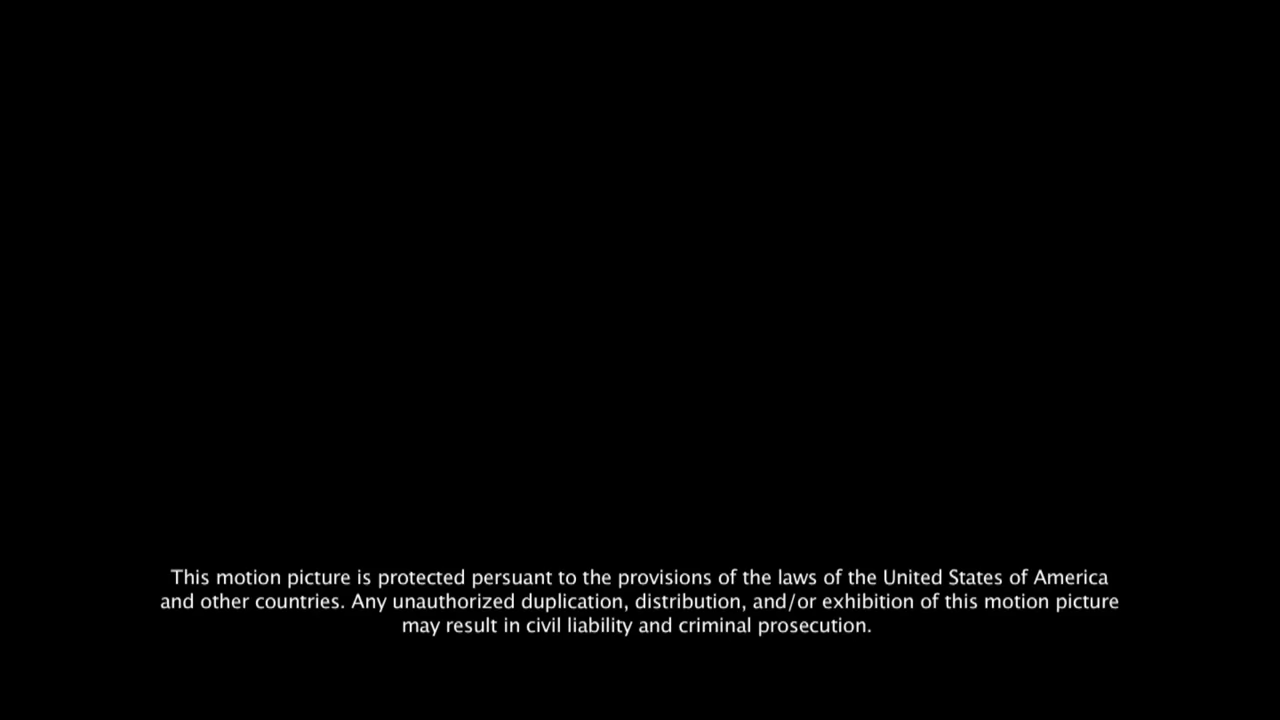 This motion picture is protected persuant to the provisions of the laws of the United States of America
and other countries. Any unauthorized duplication, distribution, and/or exhibition of this motion picture
may result in civil liability and criminal prosecution.